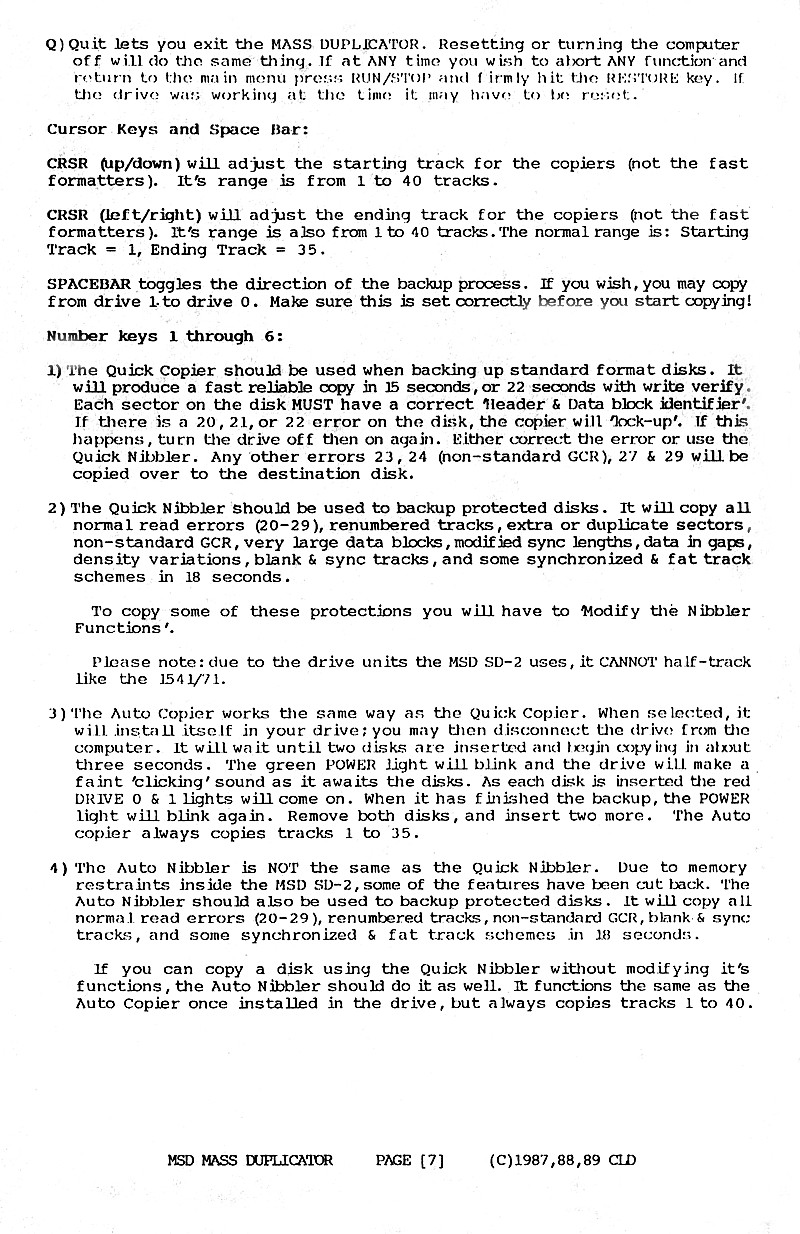 Q) Quit lets you exit the MASS DUPLICATOR. Resetting or turning the computer
off will do the same thing. If at ANY time you wish to abort ANY function and
return to the main menu press RUN/STOP and firmly hit the RESTORE key. If
the drive was working at the time it may have to be reset.
Cursor Keys and Space Bar:
CRSR (up/down) will adjust the starting track for the copiers (not the fast
formatters). It's range is from 1 to 40 tracks.
CRSR (left/right) will adjust the ending track for the copiers (not the fast
formatters). It's range is also from 1 to 40 tracks. The normal range is: Starting
Track = 1, Ending Track = 35.
SPACEBAR toggles the direction of the backup process. If you wish, you may copy
from drive 1 to drive 0. Make sure this is set correctly before you start copying!
Number keys 1 through 6:
1) The Quick Copier should be used when backing up standard format disks. It
will produce a fast reliable copy in 15 seconds, or 22 seconds with write verify.
Each sector on the disk MUST have a correct 'Header & Data block identifier'.
If there is a 20, 21, or 22 error on the disk, the copier will 'lock-up'. If this
happens, turn the drive off then on again. Either correct the error or use the
Quick Nibbler. Any other errors 23, 24 (non-standard GCR), 27 & 29 will be
copied over to the destination disk.
2) The Quick Nibbler should be used to backup protected disks. It will copy all
normal read errors (20-29), renumbered tracks, extra or duplicate sectors,
non-standard GCR, very large data blocks, modified sync lengths, data in gaps,
density variations, blank & sync tracks, and some synchronized & fat track
schemes in 18 seconds.
To copy some of these protections you will have to 'Modify the Nibbler
Functions'.
Please note: due to the drive units the MSD SD-2 uses, it CANNOT half-track
like the 1541/71.
3) The Auto Copier works the same way as the Quick Copier. When selected, it
will install itself in your drive; you may then disconnect the drive from the
computer. It will wait until two disks are inserted and begin copying in about
three seconds. The green POWER light will blink and the drive will make a
faint 'clicking' sound as it awaits the disks. As each disk is inserted the red
DRIVE 0 & 1 lights will come on. When it has finished the backup, the POWER
light will blink again. Remove both disks, and insert two more. The Auto
copier always copies tracks 1 to 35.
4) The Auto Nibbler is NOT the same as the Quick Nibbler. Due to memory
restraints inside the MSD SD-2, some of the features have been cut back. The
Auto Nibbler should also be used to backup protected disks. It will copy all
normal read errors (20-29), renumbered tracks, non-standard GCR, blank & sync
tracks, and some synchronized & fat track schemes in 18 seconds.
If you can copy a disk using the Quick Nibbler without modifying it's
functions, the Auto Nibbler should do it as well. It functions the same as the
Auto Copier once installed in the drive, but always copies tracks 1 to 40.
MSD MASS DUPLICATOR PAGE [7] (C)1987,88,89 CLD